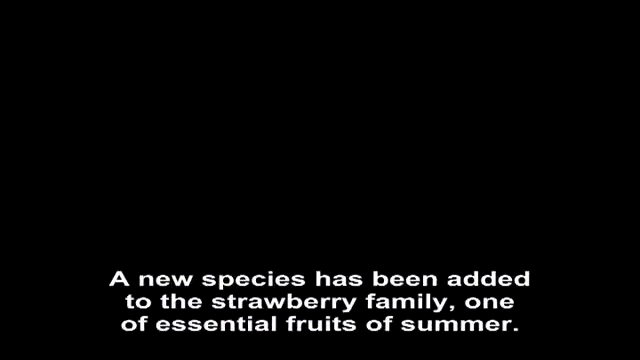 A new species has been added
to the strawberry family, one
of essential fruits of summer.